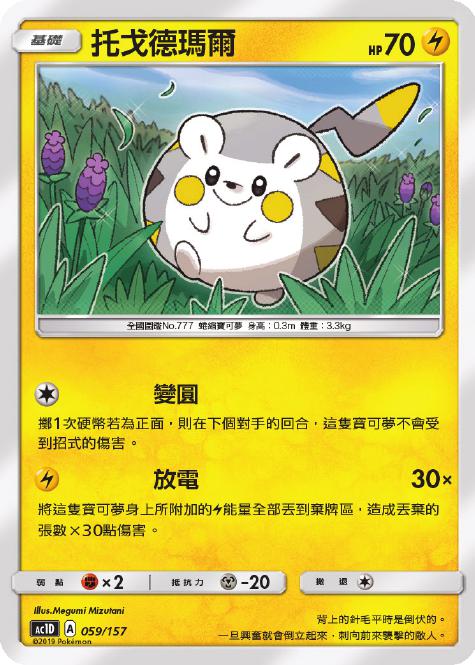 基礎 托戈德瑪爾 HP70
全國圖鑑No.777 蜷縮寶可夢 身高：0.3m 體重：3.3kg
變圓
擲1次硬幣若為正面，則在下個對手的回合，這隻寶可夢不會受
到招式的傷害。
放電 30×
將這隻寶可夢身上所附加的能量全部丟到棄牌區，造成丟棄的
張數×30點傷害。
弱點 ×2 抵抗力 -20 撤退
Illus.Megumi Mizutani
AC1D A 059/157
©2019 Pokémon
背上的針毛平時是倒伏的。
一旦興奮就會倒立起來，刺向前來襲擊的敵人。